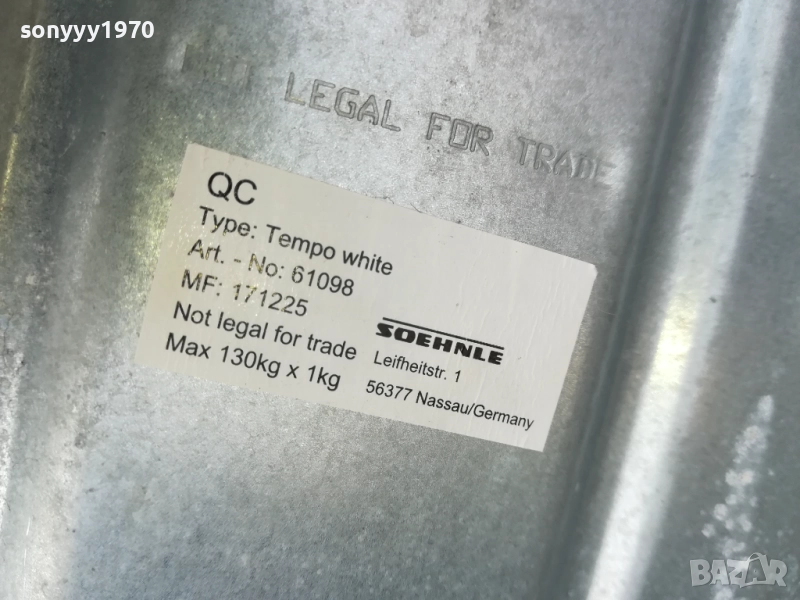 sonyyy1970
NOT LEGAL FOR TRADE
QC
Type: Tempo white
Art. - No: 61098
MF: 171225
Not legal for trade
Max 130kg x 1kg
SOEHNLE
Leifheitstr. 1
56377 Nassau/Germany
BAZAR